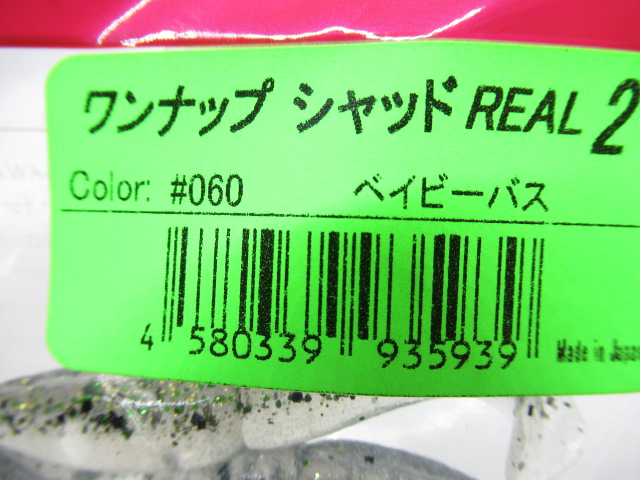 ワンナップ シャッド REAL 2
Color: #060 ベイビーバス
4 580339 935939
Made in Japan